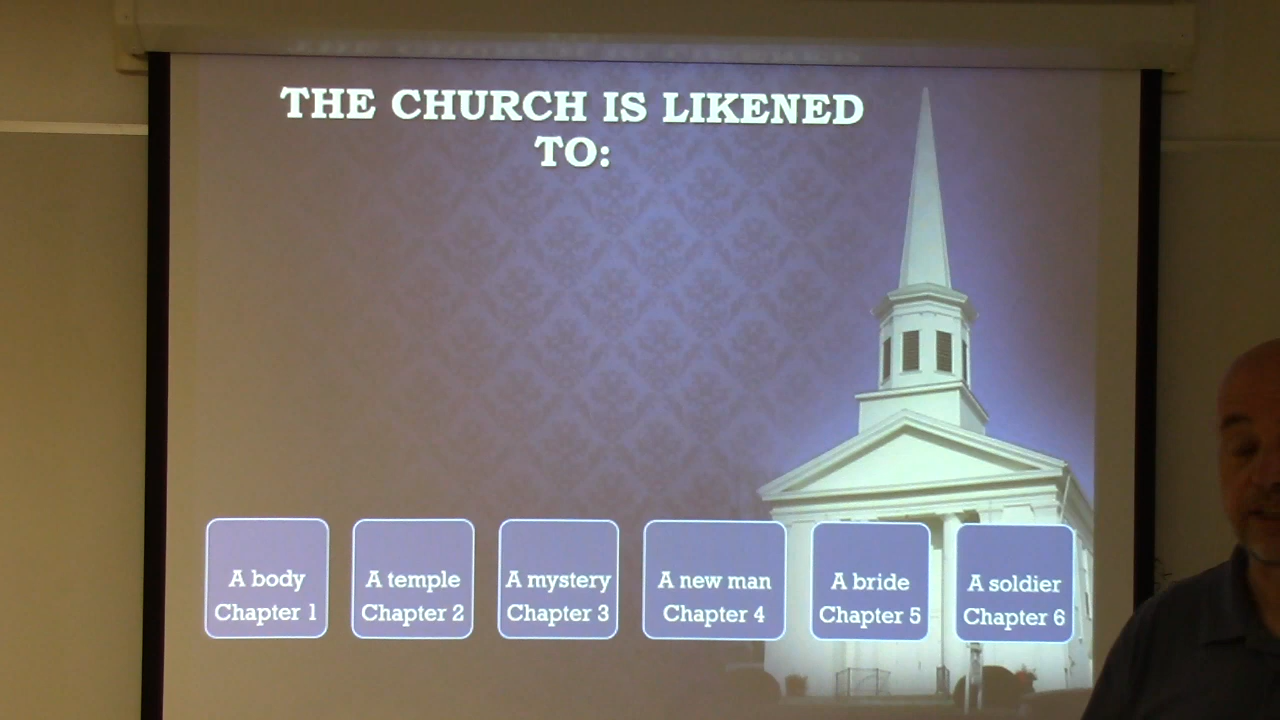 THE CHURCH IS LIKENED
TO:
A body
Chapter 1
A temple
Chapter 2
A mystery
Chapter 3
A new man
Chapter 4
A bride
Chapter 5
A soldier
Chapter 6